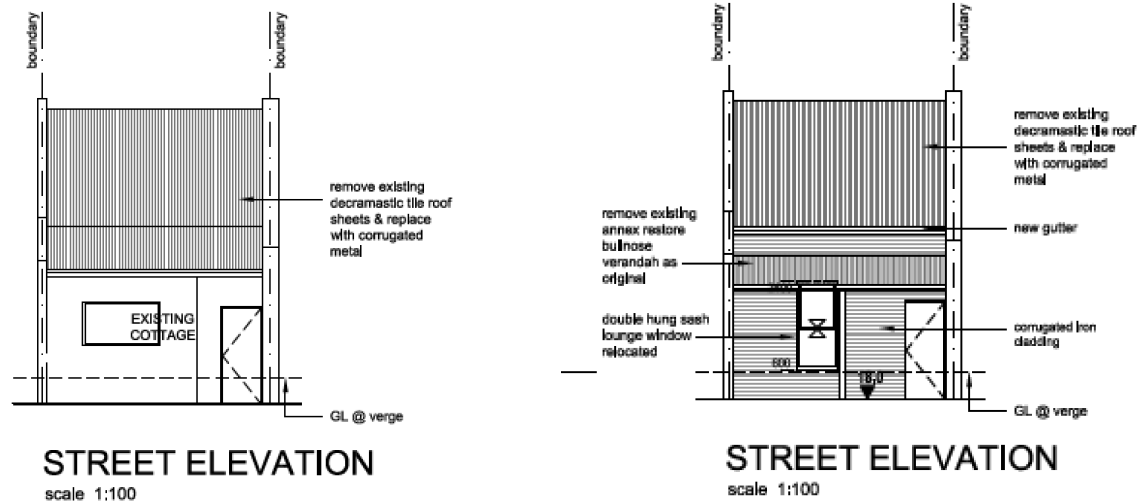 boundary
boundary
remove existing
decramastic tile roof
sheets & replace
with corrugated
metal
EXISTING
COTTAGE
GL @ verge
STREET ELEVATION
scale 1:100
boundary
boundary
remove existing
decramastic tile roof
sheets & replace
with corrugated
metal
remove existing
annex restore
bullnose
verandah as
original
new gutter
double hung sash
lounge window
relocated
corrugated iron
cladding
600
18.0
GL @ verge
STREET ELEVATION
scale 1:100